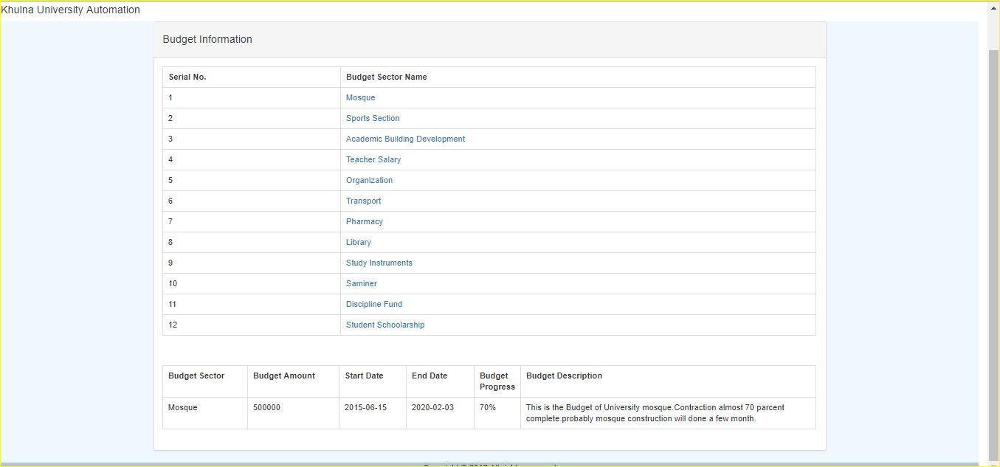 Khulna University Automation
Budget Information
Serial No. Budget Sector Name
1 Mosque
2 Sports Section
3 Academic Building Development
4 Teacher Salary
5 Organization
6 Transport
7 Pharmacy
8 Library
9 Study Instruments
10 Saminer
11 Discipline Fund
12 Student Schoolarship
Budget Sector Budget Amount Start Date End Date Budget Progress Budget Description
Mosque 500000 2015-06-15 2020-02-03 70% This is the Budget of University mosque.Contraction almost 70 parcent
complete.probably mosque construction will done a few month.